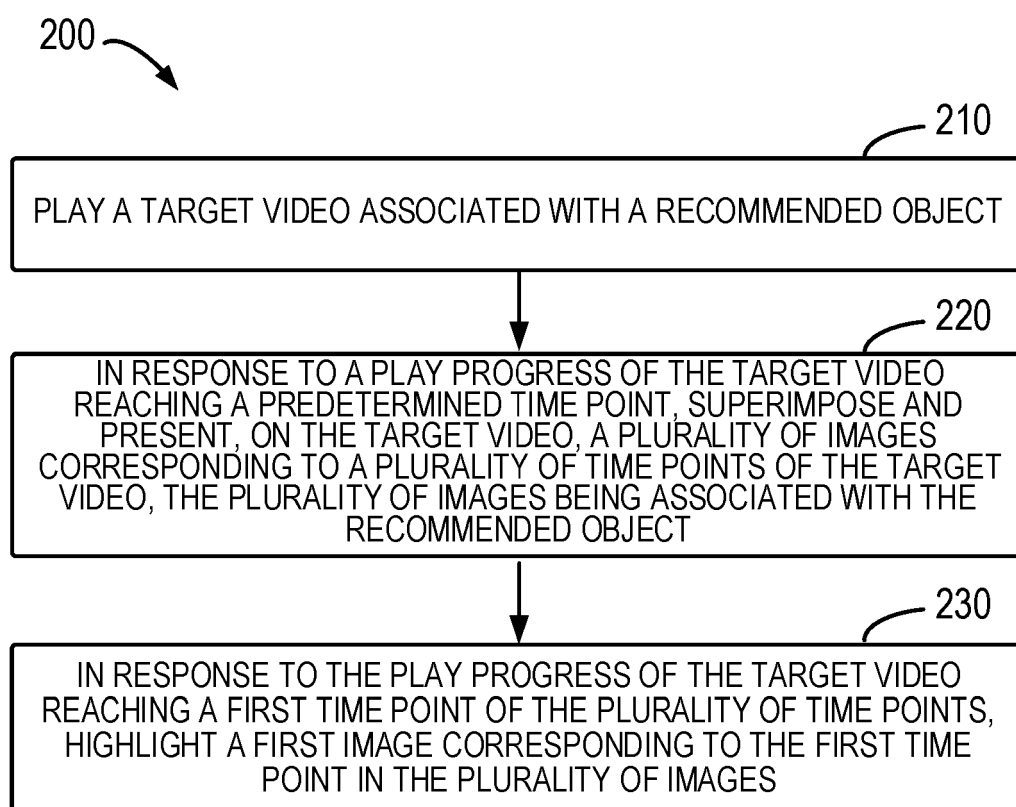 200
210
PLAY A TARGET VIDEO ASSOCIATED WITH A RECOMMENDED OBJECT
220
IN RESPONSE TO A PLAY PROGRESS OF THE TARGET VIDEO
REACHING A PREDETERMINED TIME POINT, SUPERIMPOSE AND
PRESENT, ON THE TARGET VIDEO, A PLURALITY OF IMAGES
CORRESPONDING TO A PLURALITY OF TIME POINTS OF THE TARGET
VIDEO, THE PLURALITY OF IMAGES BEING ASSOCIATED WITH THE
RECOMMENDED OBJECT
230
IN RESPONSE TO THE PLAY PROGRESS OF THE TARGET VIDEO
REACHING A FIRST TIME POINT OF THE PLURALITY OF TIME POINTS,
HIGHLIGHT A FIRST IMAGE CORRESPONDING TO THE FIRST TIME
POINT IN THE PLURALITY OF IMAGES